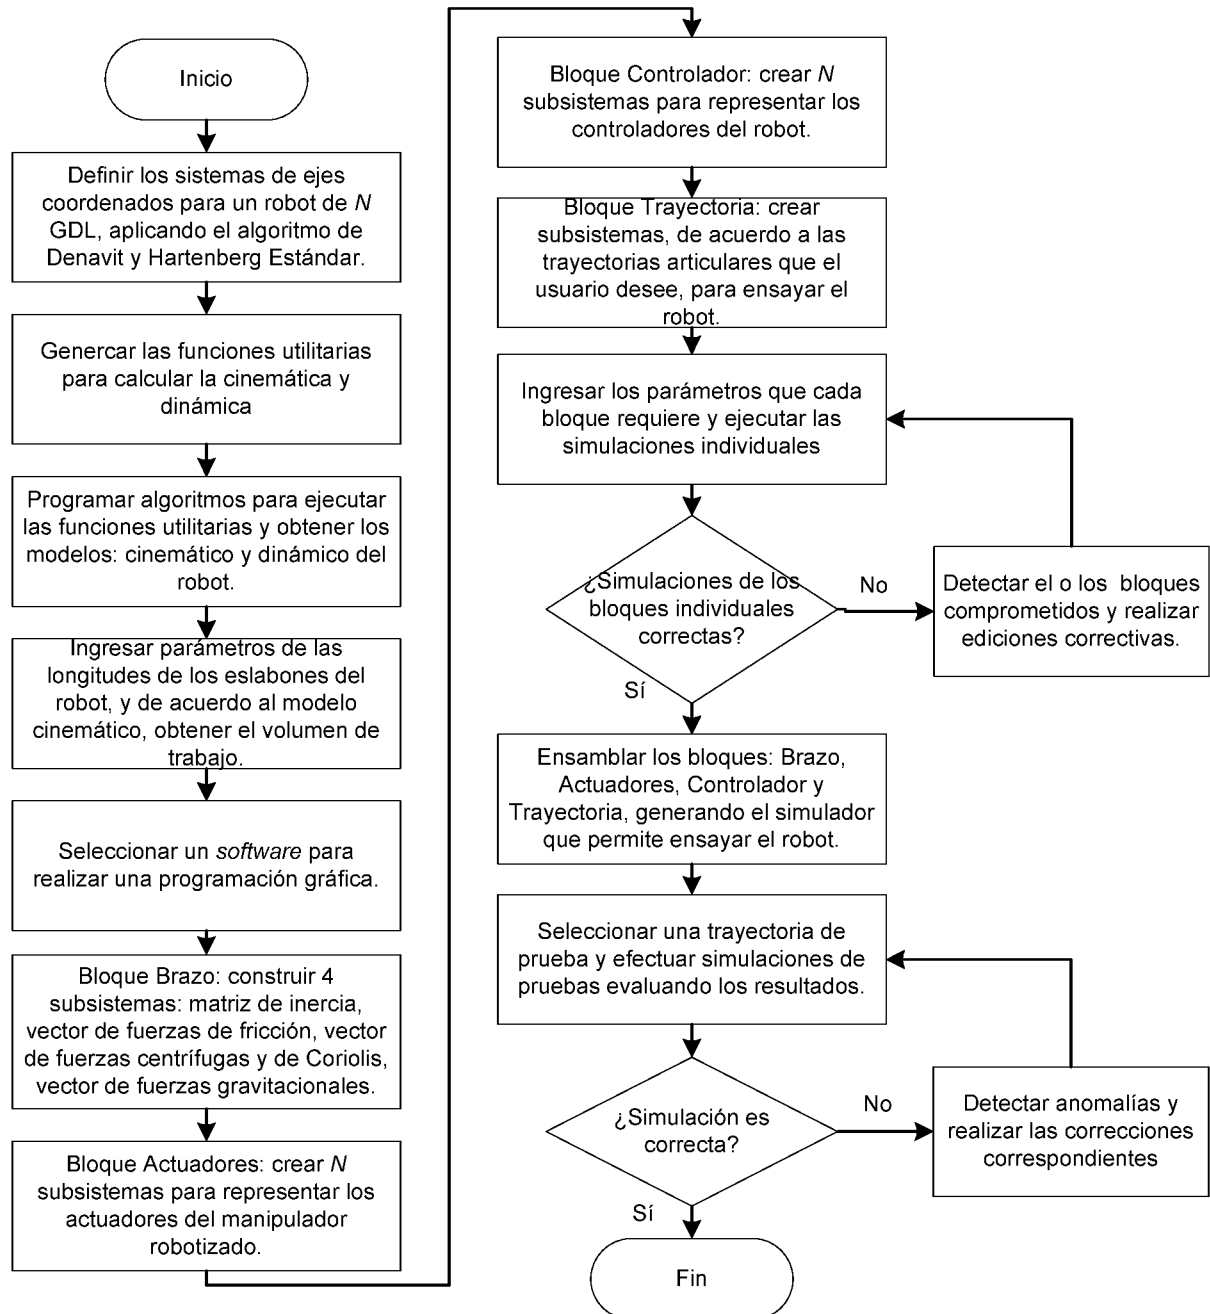 Inicio
Definir los sistemas de ejes
coordenados para un robot de N
GDL, aplicando el algoritmo de
Denavit y Hartenberg Estándar.
Genercar las funciones utilitarias
para calcular la cinemática y
dinámica
Programar algoritmos para ejecutar
las funciones utilitarias y obtener los
modelos: cinemático y dinámico del
robot.
Ingresar parámetros de las
longitudes de los eslabones del
robot, y de acuerdo al modelo
cinemático, obtener el volumen de
trabajo.
Seleccionar un software para
realizar una programación gráfica.
Bloque Brazo: construir 4
subsistemas: matriz de inercia,
vector de fuerzas de fricción, vector
de fuerzas centrífugas y de Coriolis,
vector de fuerzas gravitacionales.
Bloque Actuadores: crear N
subsistemas para representar los
actuadores del manipulador
robotizado.
Bloque Controlador: crear N
subsistemas para representar los
controladores del robot.
Bloque Trayectoria: crear
subsistemas, de acuerdo a las
trayectorias articulares que el
usuario desee, para ensayar el
robot.
Ingresar los parámetros que cada
bloque requiere y ejecutar las
simulaciones individuales
¿Simulaciones de los
bloques individuales
correctas?
No
Detectar el o los bloques
comprometidos y realizar
ediciones correctivas.
Sí
Ensamblar los bloques: Brazo,
Actuadores, Controlador y
Trayectoria, generando el simulador
que permite ensayar el robot.
Seleccionar una trayectoria de
prueba y efectuar simulaciones de
pruebas evaluando los resultados.
¿Simulación es
correcta?
No
Detectar anomalías y
realizar las correcciones
correspondientes
Sí
Fin